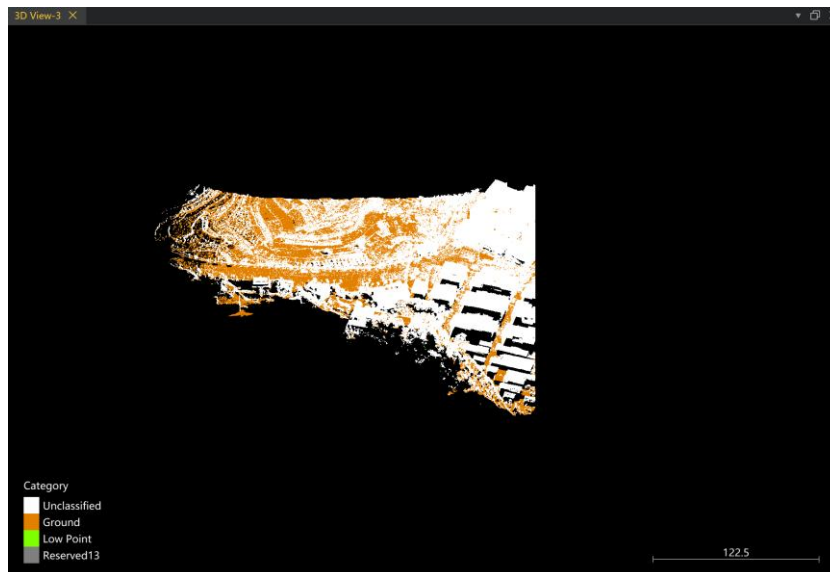 3D View-3
Category
Unclassified
Ground
Low Point
Reserved13
122.5